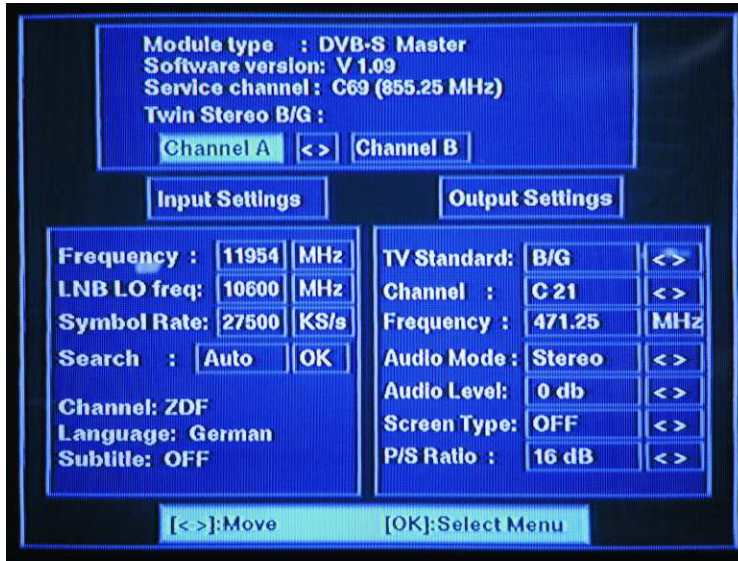 Module type : DVB-S Master
Software version: V 1.09
Service channel : C69 (855.25 MHz)
Twin Stereo B/G :
Channel A < > Channel B
Input Settings
Frequency : 11954 MHz
LNB LO freq: 10600 MHz
Symbol Rate: 27500 KS/s
Search : Auto OK
Channel: ZDF
Language: German
Subtitle: OFF
Output Settings
TV Standard: B/G < >
Channel : C 21 < >
Frequency : 471.25 MHz
Audio Mode : Stereo < >
Audio Level: 0 db < >
Screen Type: OFF < >
P/S Ratio : 16 dB < >
[< >]:Move [OK]:Select Menu